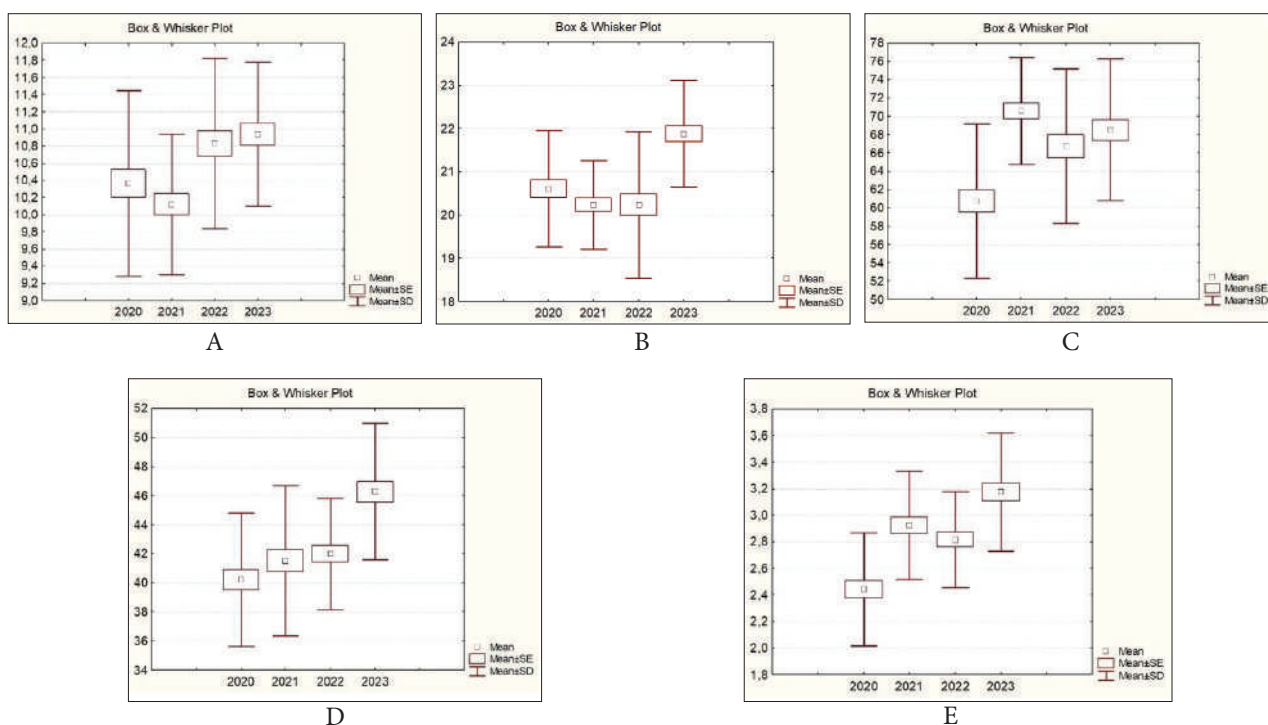 Box & Whisker Plot
12,0
11,8
11,6
11,4
11,2
11,0
10,8
10,6
10,4
10,2
10,0
9,8
9,6
9,4
9,2
9,0
2020 2021 2022 2023
Mean
Mean±SE
Mean±SD
A
Box & Whisker Plot
24
23
22
21
20
19
18
2020 2021 2022 2023
Mean
Mean±SE
Mean±SD
B
Box & Whisker Plot
78
76
74
72
70
68
66
64
62
60
58
56
54
52
50
2020 2021 2022 2023
Mean
Mean±SE
Mean±SD
C
Box & Whisker Plot
52
50
48
46
44
42
40
38
36
34
2020 2021 2022 2023
Mean
Mean±SE
Mean±SD
D
Box & Whisker Plot
3,8
3,6
3,4
3,2
3,0
2,8
2,6
2,4
2,2
2,0
1,8
2020 2021 2022 2023
Mean
Mean±SE
Mean±SD
E